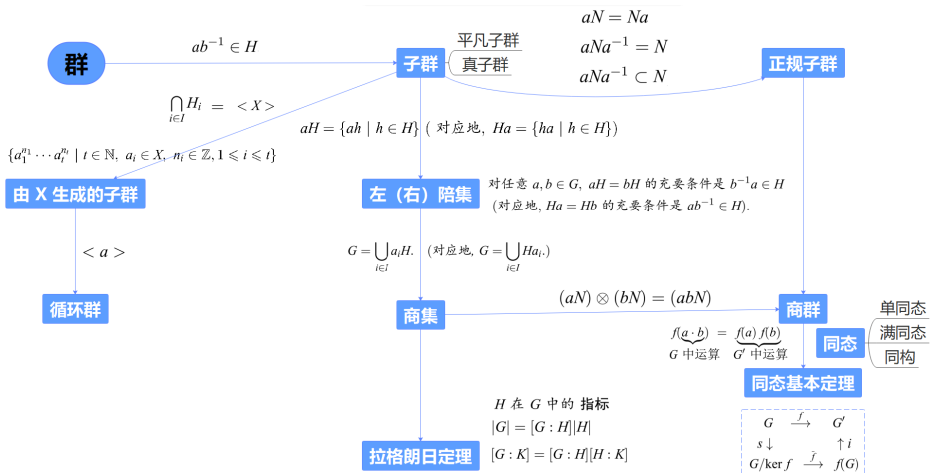 aN = Na
ab⁻¹ ∈ H
平凡子群
aNa⁻¹ = N
群
子群
真子群
正规子群
aNa⁻¹ ⊂ N
⋂_{i∈I} H_i = < X >
aH = {ah | h ∈ H} ( 对应地, Ha = {ha | h ∈ H})
{a₁^{n₁} ··· a_t^{n_t} | t ∈ ℕ, a_i ∈ X, n_i ∈ ℤ, 1 ⩽ i ⩽ t}
由 X 生成的子群
左（右）陪集
对任意 a, b ∈ G, aH = bH 的充要条件是 b⁻¹a ∈ H
(对应地, Ha = Hb 的充要条件是 ab⁻¹ ∈ H).
< a >
G = ⋃_{i∈I} a_iH. (对应地, G = ⋃_{i∈I} Ha_i.)
循环群
商集
(aN) ⊗ (bN) = (abN)
商群
单同态
f(a · b) = f(a) f(b)
G 中运算 G′ 中运算
同态
满同态
同构
同态基本定理
H 在 G 中的 指标
|G| = [G : H]|H|
拉格朗日定理
[G : K] = [G : H][H : K]
G f→ G′
s↓ ↑i
G/ker f f̃→ f(G)